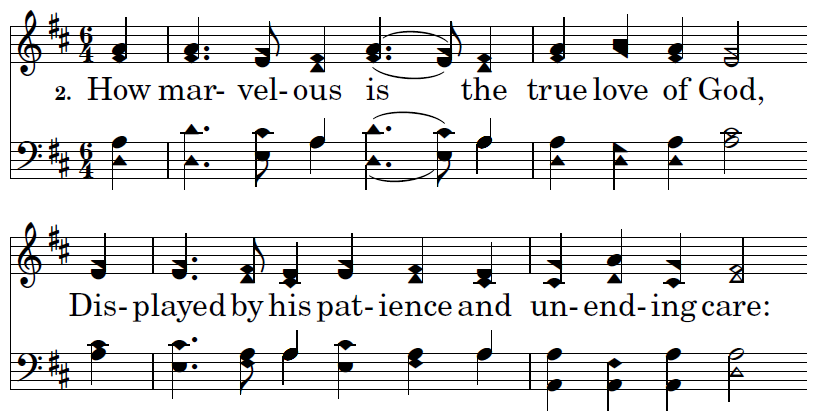 2. How mar- vel- ous is the true love of God,
Dis- played by his pat- ience and un- end- ing care: